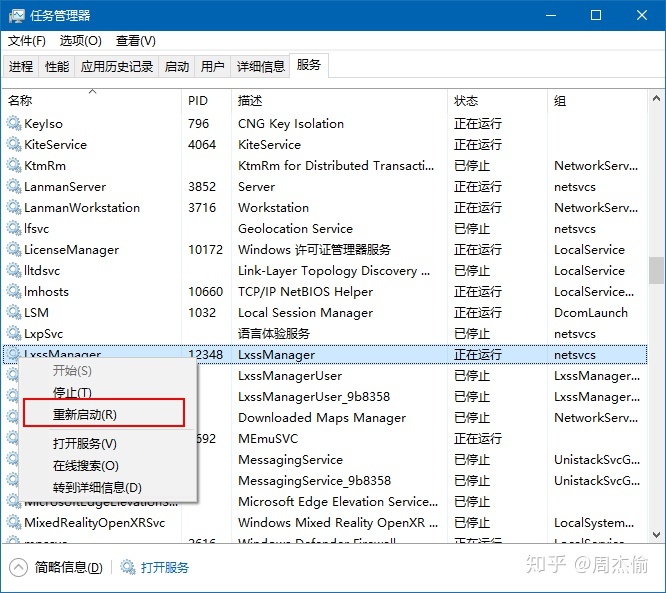 任务管理器
文件(F) 选项(O) 查看(V)
进程 性能 应用历史记录 启动 用户 详细信息 服务
名称 PID 描述 状态 组
KeyIso 796 CNG Key Isolation 正在运行
KiteService 4064 KiteService 正在运行
KtmRm KtmRm for Distributed Transacti... 已停止 NetworkServ...
LanmanServer 3852 Server 正在运行 netsvcs
LanmanWorkstation 3716 Workstation 正在运行 NetworkServ...
lfsvc Geolocation Service 已停止 netsvcs
LicenseManager 10172 Windows 许可证管理器服务 正在运行 LocalService
lltdsvc Link-Layer Topology Discovery ... 已停止 LocalService
lmhosts 10660 TCP/IP NetBIOS Helper 正在运行 LocalService...
LSM 1032 Local Session Manager 正在运行 DcomLaunch
LxpSvc 语言体验服务 已停止 netsvcs
LxssManager 12348 LxssManager 正在运行 netsvcs
开始(S)
LxssManagerUser 已停止 LxssManager...
停止(T)
LxssManagerUser_9b8358 已停止 LxssManager...
重新启动(R)
Downloaded Maps Manager 已停止 NetworkServ...
692 MEmuSVC 正在运行
打开服务(V)
MessagingService 已停止 UnistackSvcG...
在线搜索(O)
MessagingService_9b8358 已停止 UnistackSvcG...
转到详细信息(D)
MicrosoftEdgeElevationS... Microsoft Edge Elevation Service... 已停止
MixedRealityOpenXRSvc Windows Mixed Reality OpenXR ... 已停止 LocalSystem...
mpssvc 2616 Windows Defender Firewall 正在运行
简略信息(D) 打开服务
知乎 @周杰偷